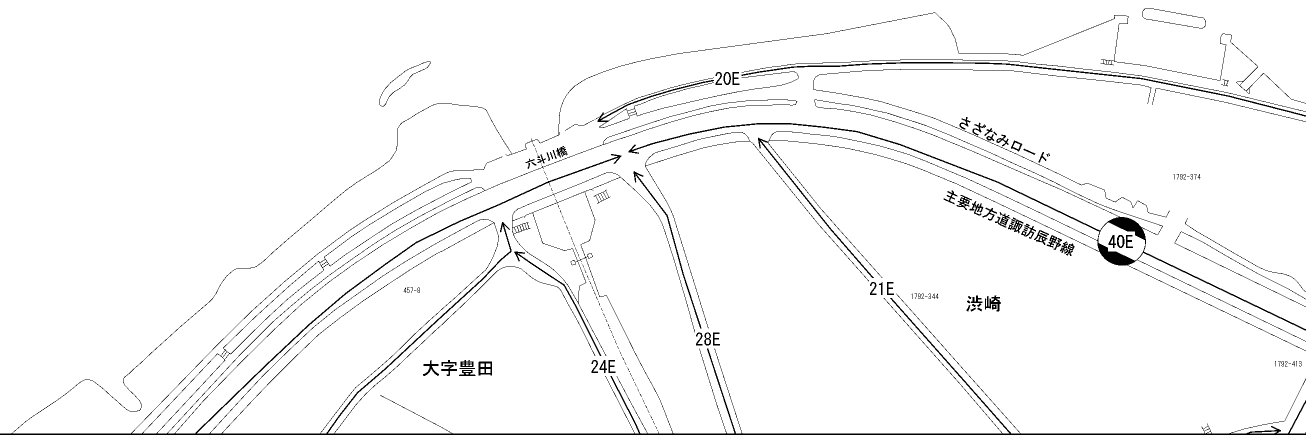 20E
さざなみロード
六斗川橋
1792-374
主要地方道諏訪辰野線
40E
457-8
21E
1792-344
渋崎
28E
大字豊田
24E
1792-413